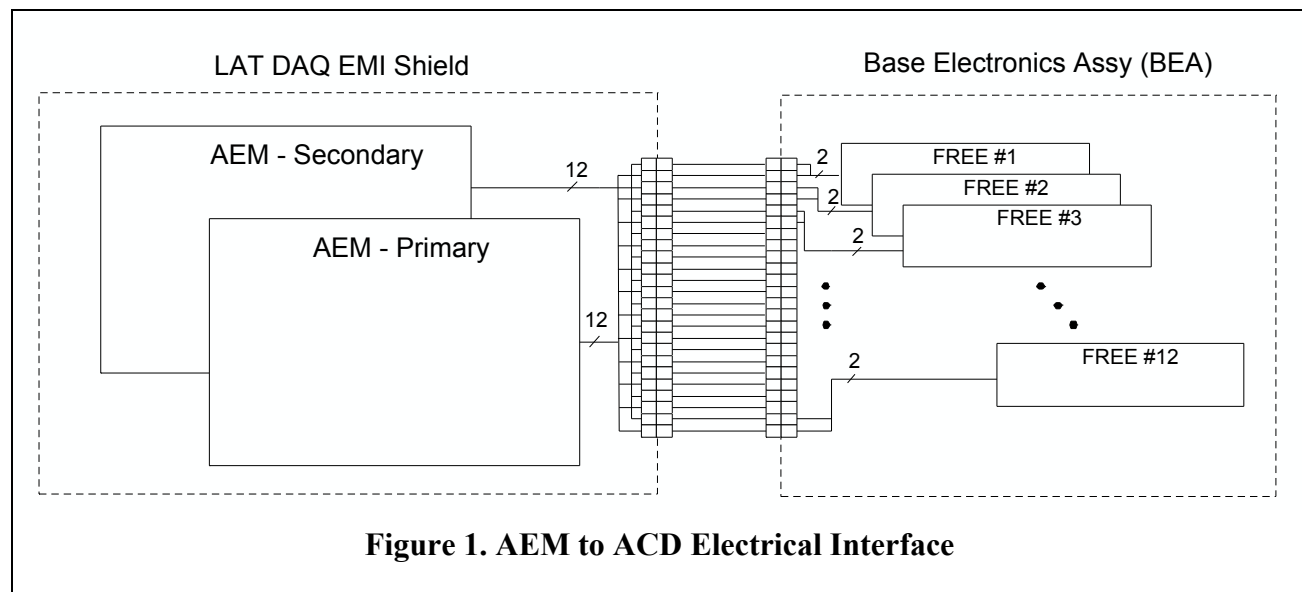 LAT DAQ EMI Shield
Base Electronics Assy (BEA)
AEM - Secondary
12
AEM - Primary
12
2
FREE #1
2
FREE #2
2
FREE #3
2
FREE #12
Figure 1. AEM to ACD Electrical Interface